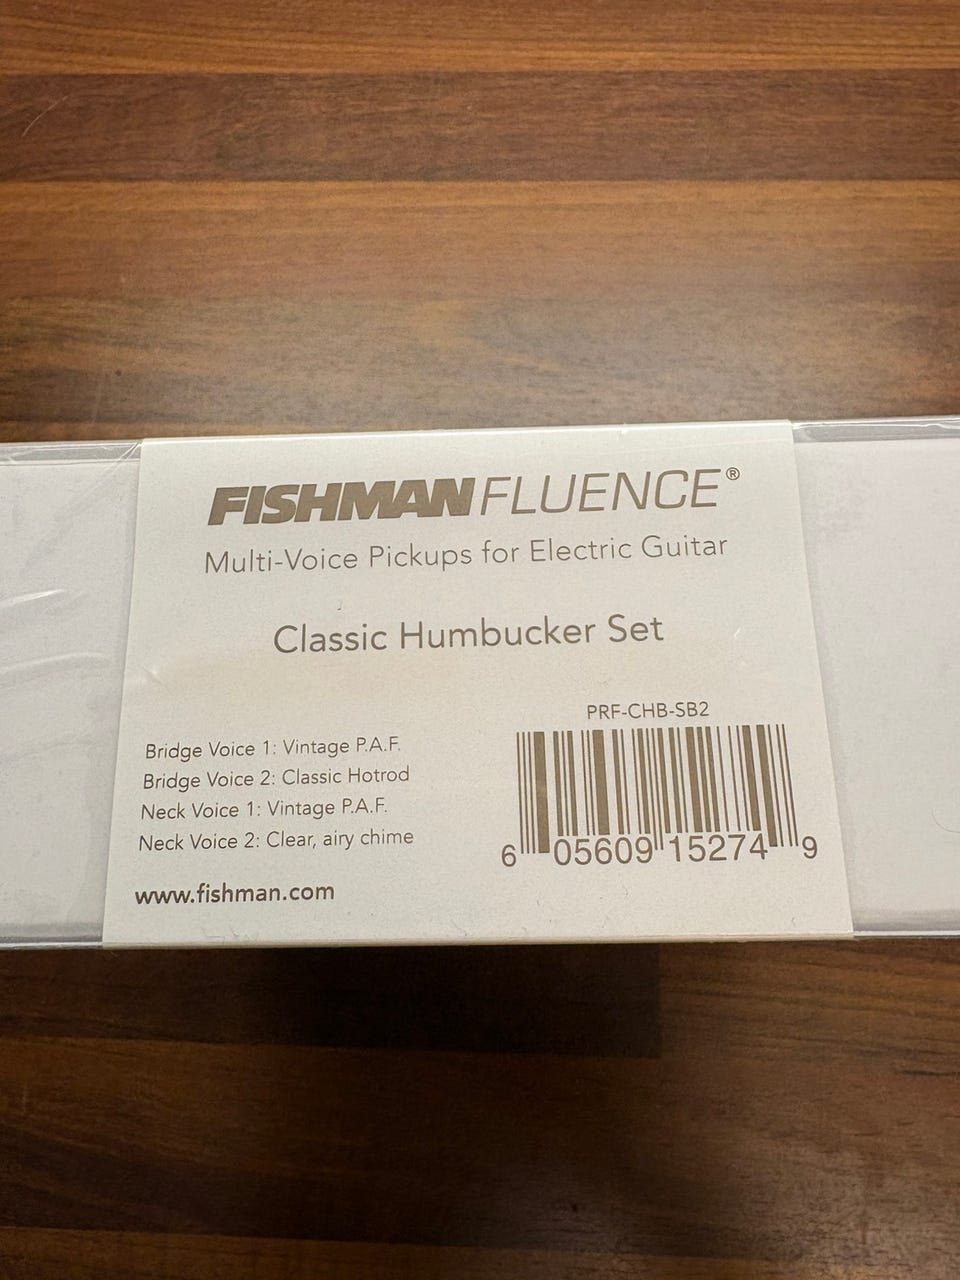 FISHMAN FLUENCE®
Multi-Voice Pickups for Electric Guitar
Classic Humbucker Set
PRF-CHB-SB2
Bridge Voice 1: Vintage P.A.F.
Bridge Voice 2: Classic Hotrod
Neck Voice 1: Vintage P.A.F.
Neck Voice 2: Clear, airy chime
6 05609 15274 9
www.fishman.com